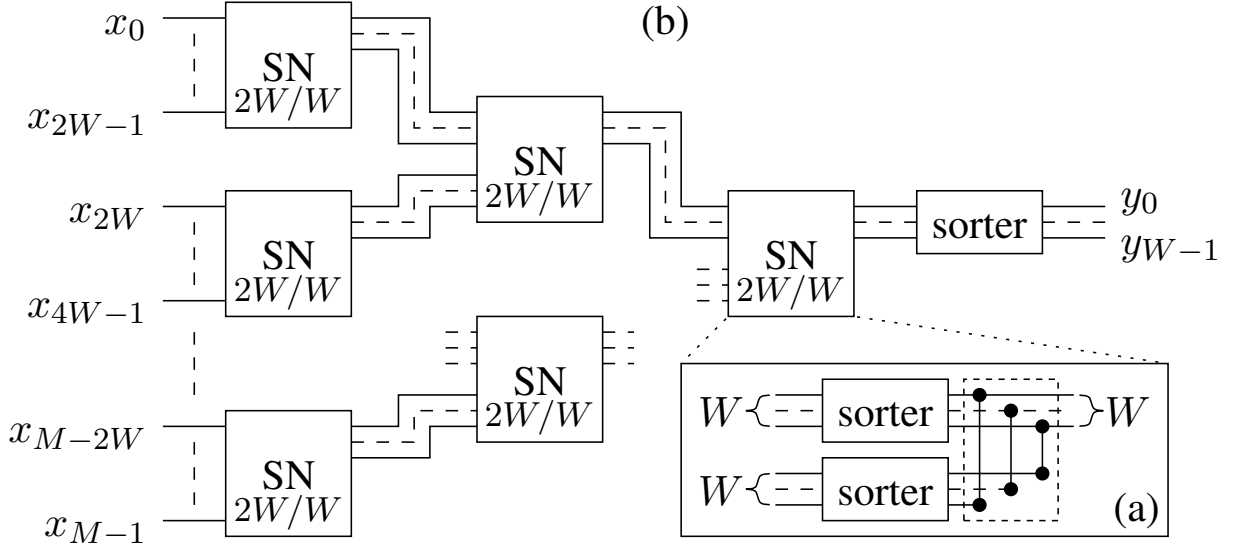 (b)
x_0
x_{2W−1}
SN
2W/W
x_{2W}
x_{4W−1}
SN
2W/W
x_{M−2W}
x_{M−1}
SN
2W/W
SN
2W/W
SN
2W/W
SN
2W/W
sorter
y_0
y_{W−1}
W
sorter
W
W
sorter
(a)